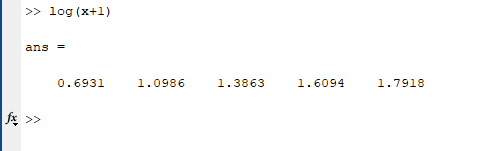 >> log(x+1)
ans =
0.6931 1.0986 1.3863 1.6094 1.7918
fx >>